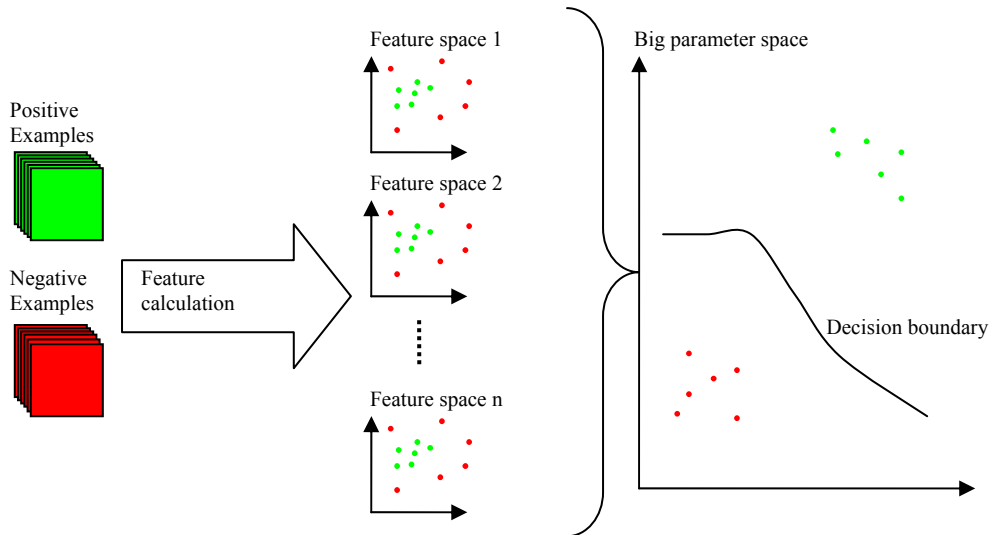 Positive
Examples
Negative
Examples
Feature
calculation
Feature space 1
Feature space 2
Feature space n
Big parameter space
Decision boundary